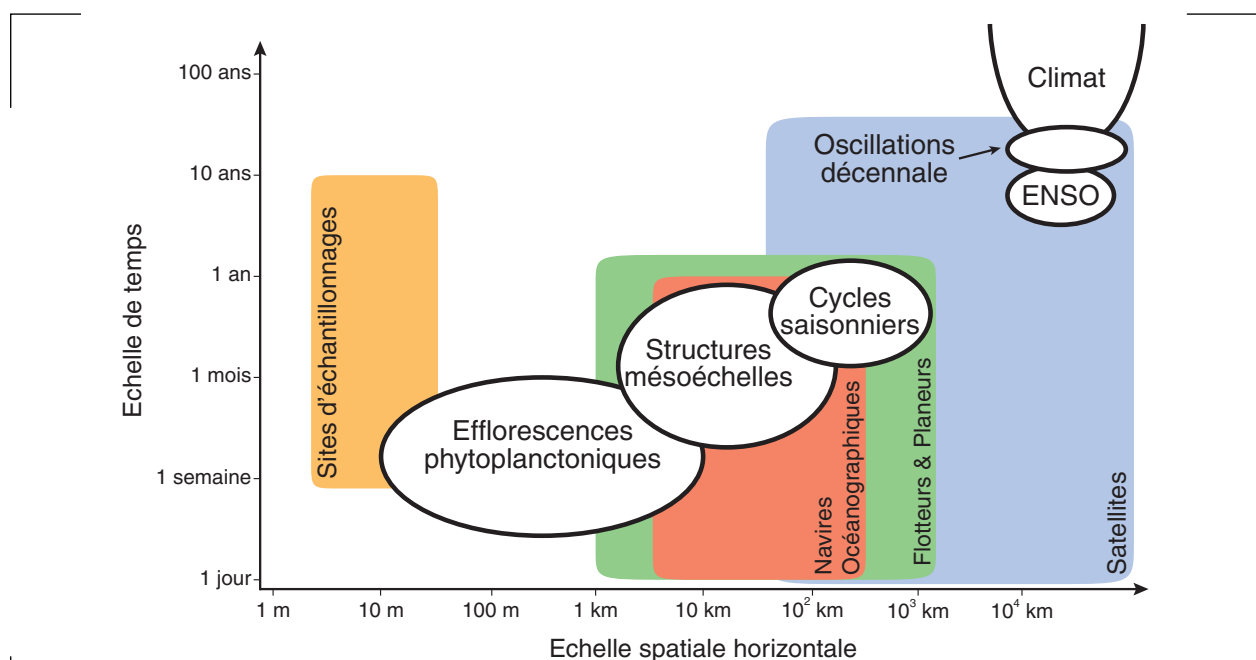 100 ans
10 ans
1 an
1 mois
1 semaine
1 jour
Echelle de temps
1 m
10 m
100 m
1 km
10 km
10² km
10³ km
10⁴ km
Echelle spatiale horizontale
Sites d'échantillonnages
Efflorescences
phytoplanctoniques
Structures
mésoéchelles
Cycles
saisonniers
Navires
Océanographiques
Flotteurs & Planeurs
Satellites
Oscillations
décennale
ENSO
Climat